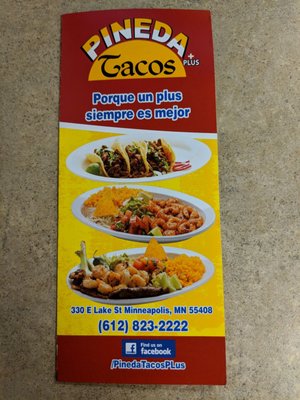 PINEDA
Tacos +
PLUS
Porque un plus
siempre es mejor
330 E Lake St Minneapolis, MN 55408
(612) 823-2222
f Find us on
facebook
/PinedaTacosPLus